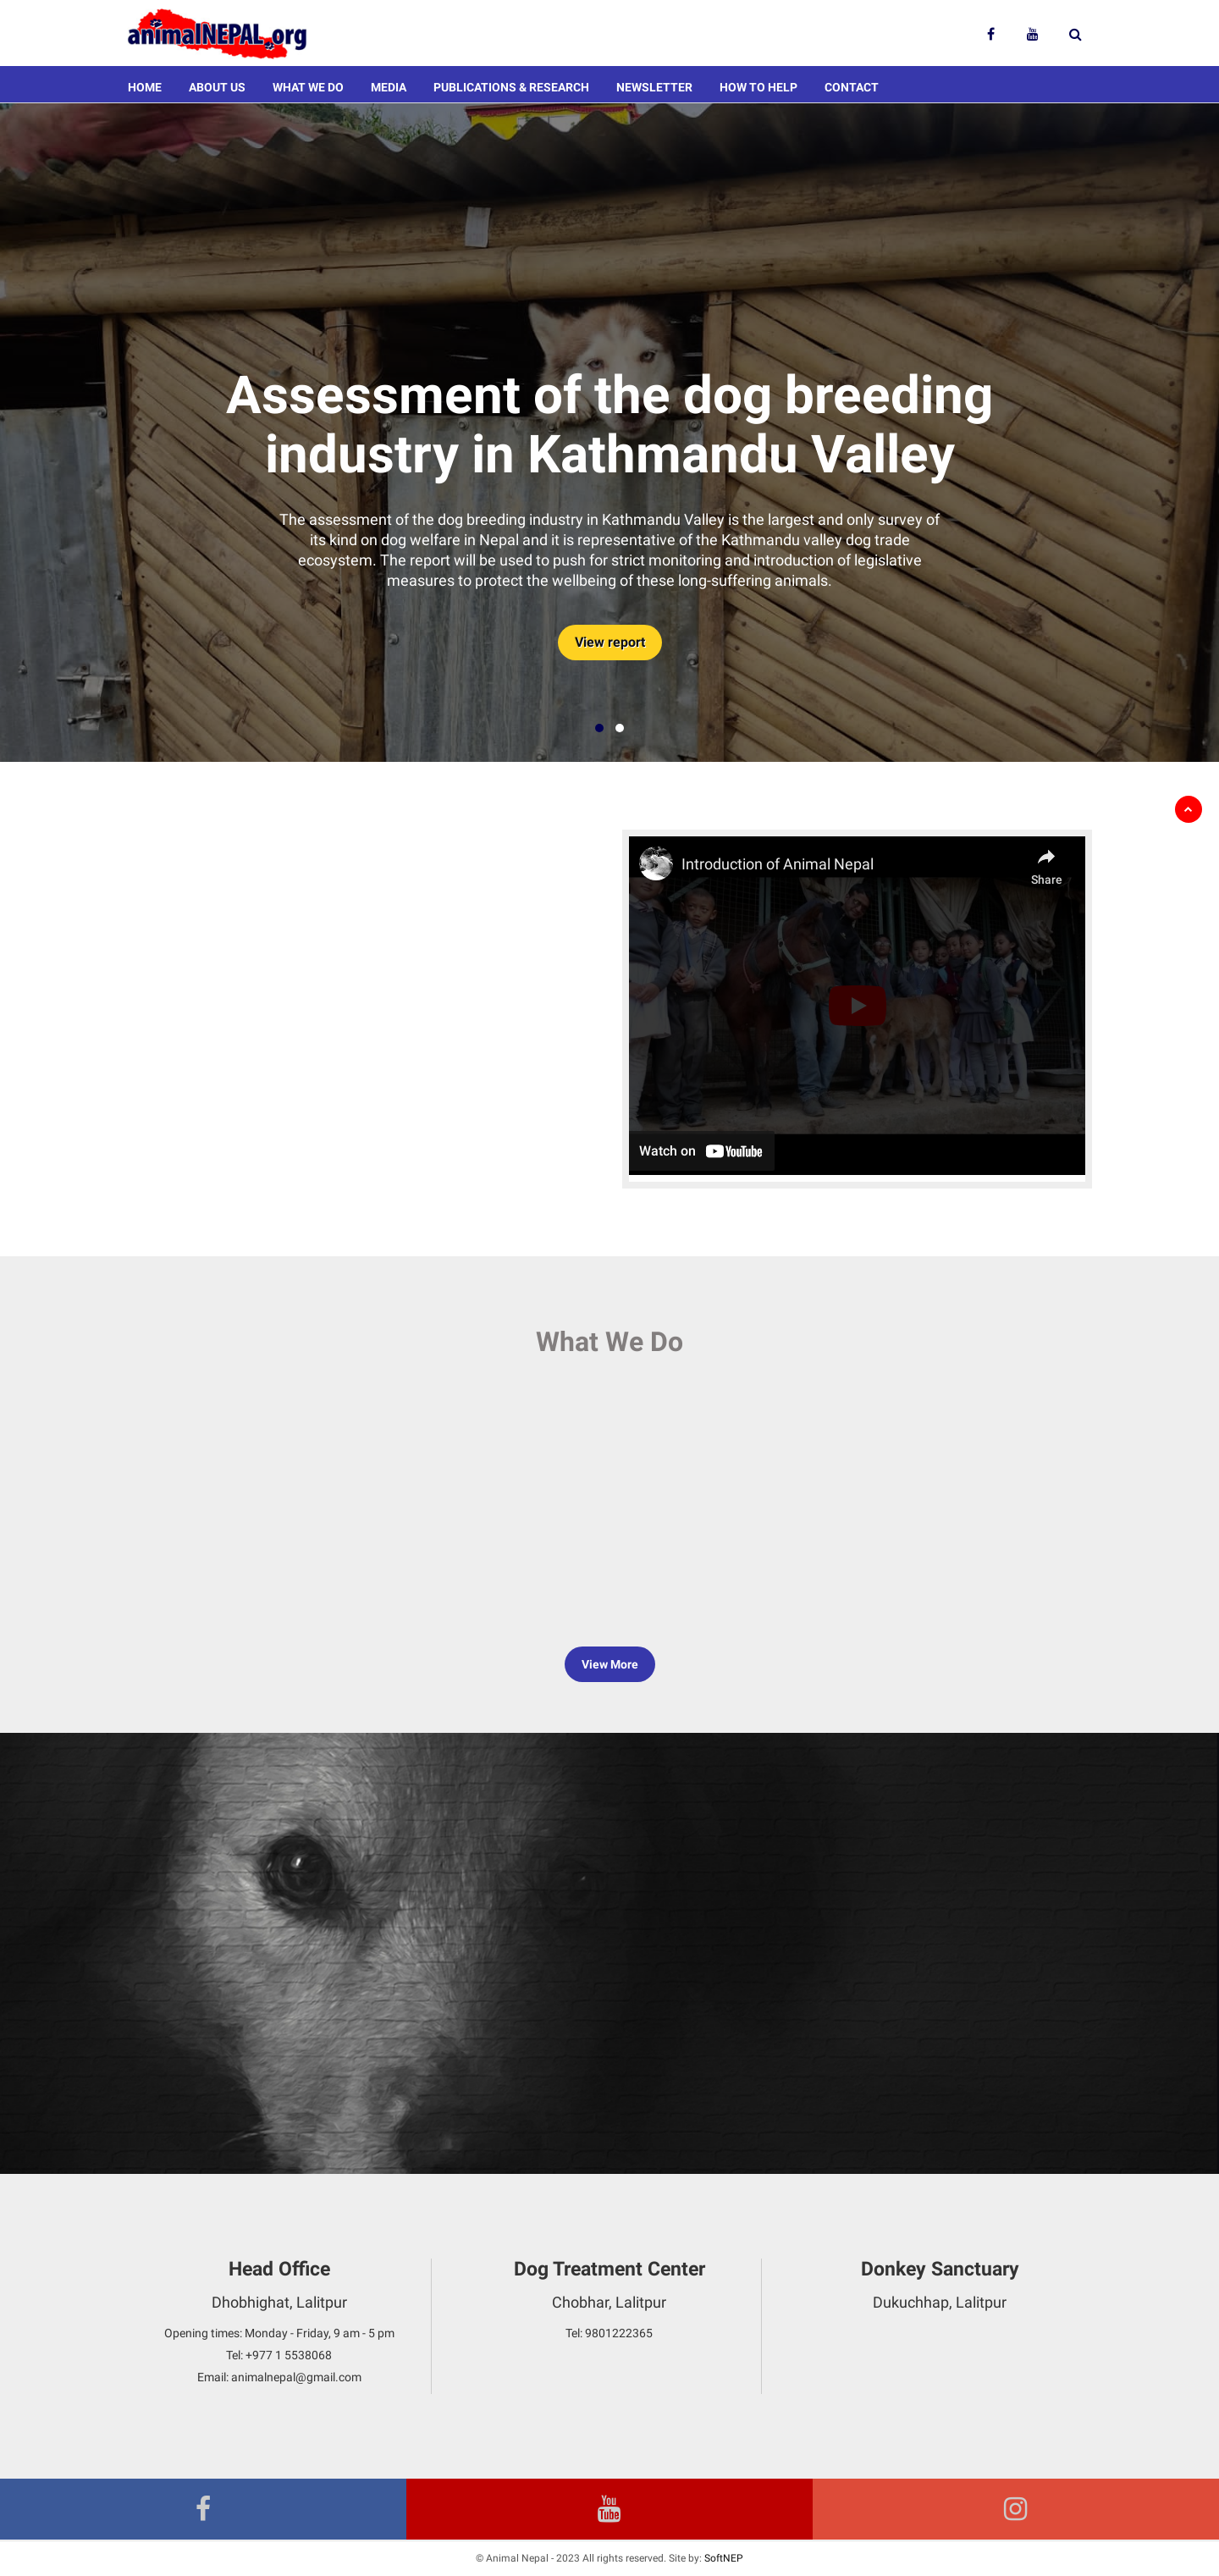 animalNEPAL.org
HOME ABOUT US WHAT WE DO MEDIA PUBLICATIONS & RESEARCH NEWSLETTER HOW TO HELP CONTACT
Assessment of the dog breeding
industry in Kathmandu Valley
The assessment of the dog breeding industry in Kathmandu Valley is the largest and only survey of
its kind on dog welfare in Nepal and it is representative of the Kathmandu valley dog trade
ecosystem. The report will be used to push for strict monitoring and introduction of legislative
measures to protect the wellbeing of these long-suffering animals.
View report
Introduction of Animal Nepal
Share
Watch on YouTube
What We Do
View More
Head Office
Dhobhighat, Lalitpur
Opening times: Monday - Friday, 9 am - 5 pm
Tel: +977 1 5538068
Email: animalnepal@gmail.com
Dog Treatment Center
Chobhar, Lalitpur
Tel: 9801222365
Donkey Sanctuary
Dukuchhap, Lalitpur
You
Tube
© Animal Nepal - 2023 All rights reserved. Site by: SoftNEP